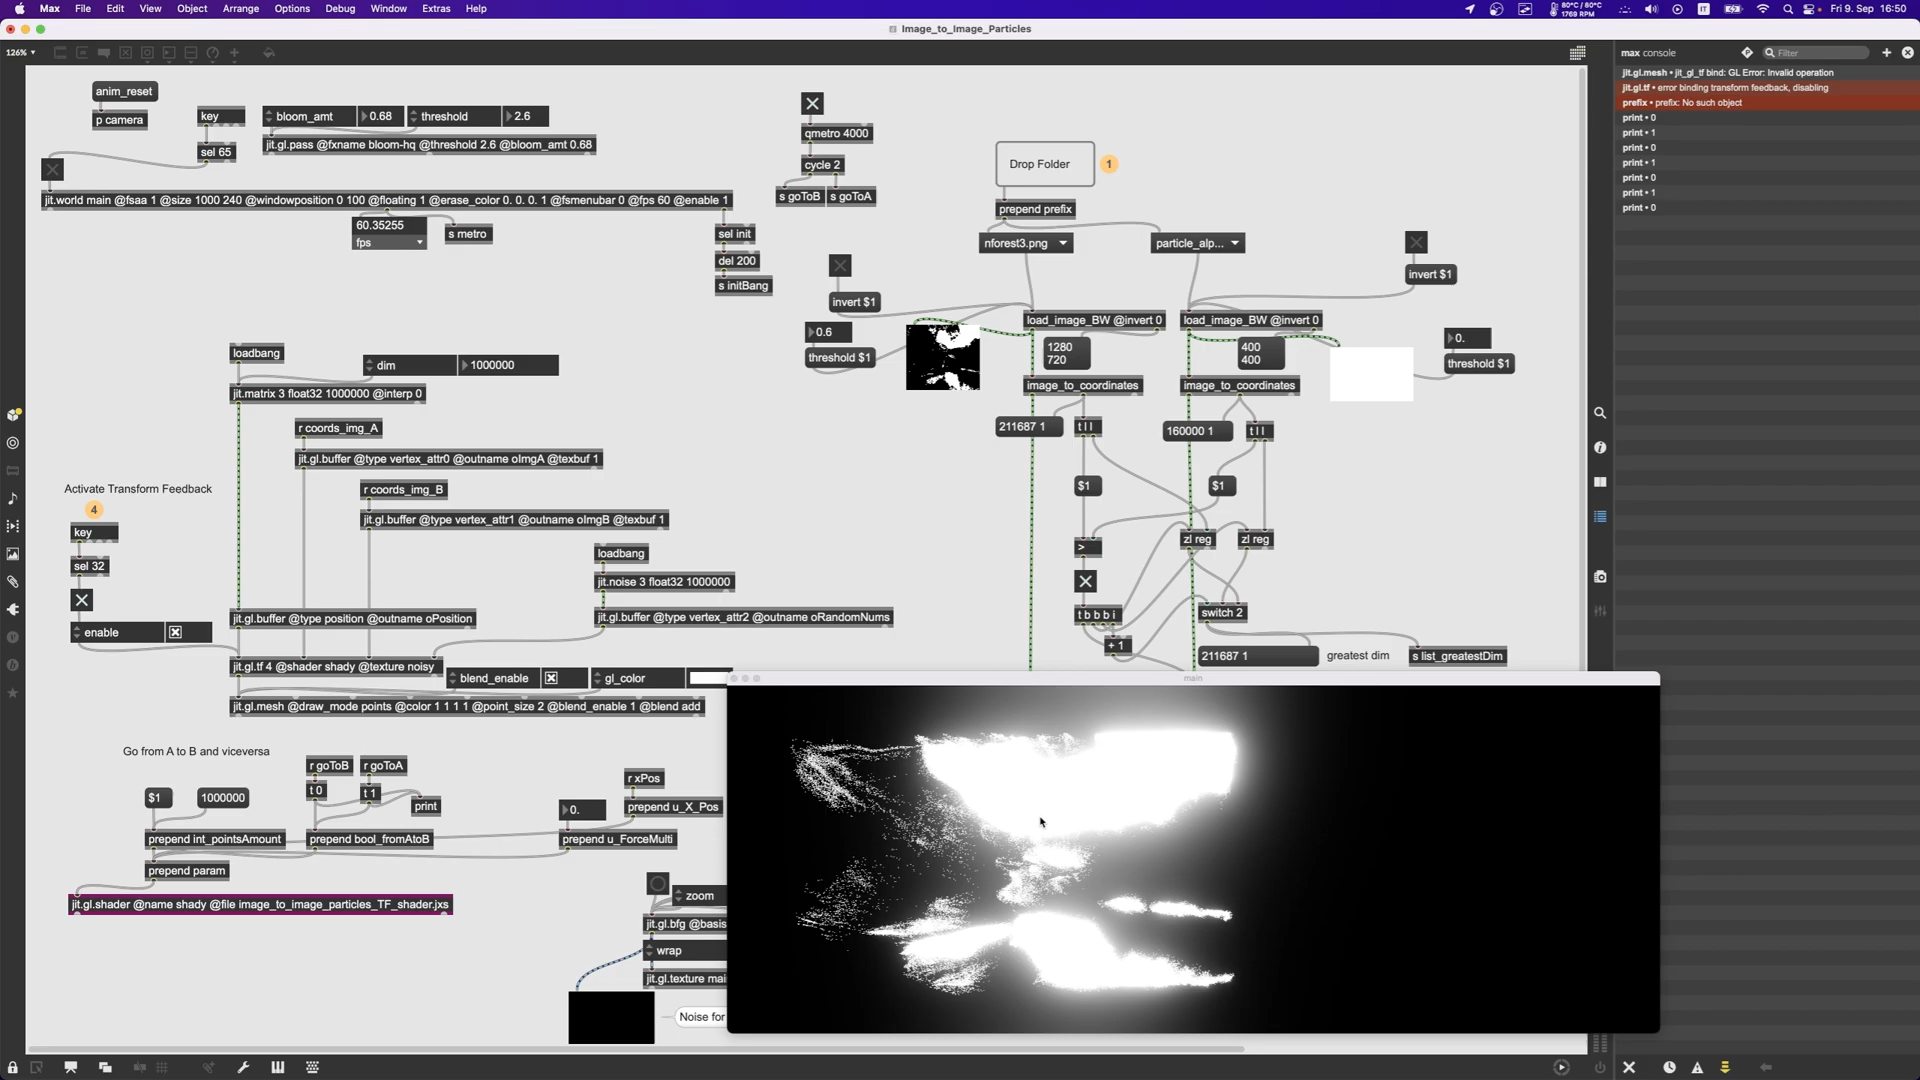 Max File Edit View Object Arrange Options Debug Window Extras Help
80°C / 80°C
1769 RPM
IT
Fri 9. Sep 16:50
Image_to_Image_Particles
126%
max console
Filter
anim_reset
p camera
key
sel 65
bloom_amt 0.68 threshold 2.6
jit.gl.pass @fxname bloom-hq @threshold 2.6 @bloom_amt 0.68
jit.world main @fsaa 1 @size 1000 240 @windowposition 0 100 @floating 1 @erase_color 0. 0. 0. 1 @fsmenubar 0 @fps 60 @enable 1
60.35255
fps
s metro
sel init
del 200
s initBang
qmetro 4000
cycle 2
s goToB
s goToA
Drop Folder
1
prepend prefix
nforest3.png
particle_alp...
invert $1
invert $1
0.6
threshold $1
load_image_BW @invert 0
load_image_BW @invert 0
1280
720
400
400
0.
threshold $1
image_to_coordinates
image_to_coordinates
211687 1
t l l
160000 1
t l l
$1
$1
>
zl reg
zl reg
t b b b i
switch 2
+ 1
211687 1
greatest dim
s list_greatestDim
loadbang
dim 1000000
jit.matrix 3 float32 1000000 @interp 0
r coords_img_A
jit.gl.buffer @type vertex_attr0 @outname oImgA @texbuf 1
r coords_img_B
jit.gl.buffer @type vertex_attr1 @outname oImgB @texbuf 1
loadbang
jit.noise 3 float32 1000000
jit.gl.buffer @type vertex_attr2 @outname oRandomNums
Activate Transform Feedback
4
key
sel 32
enable
jit.gl.buffer @type position @outname oPosition
jit.gl.tf 4 @shader shady @texture noisy
blend_enable
gl_color
jit.gl.mesh @draw_mode points @color 1 1 1 1 @point_size 2 @blend_enable 1 @blend add
Go from A to B and viceversa
r goToB
r goToA
t 0
t 1
print
$1
1000000
prepend int_pointsAmount
prepend bool_fromAtoB
0.
r xPos
prepend u_X_Pos
prepend u_ForceMulti
prepend param
jit.gl.shader @name shady @file image_to_image_particles_TF_shader.jxs
zoom
jit.gl.bfg @basis
wrap
jit.gl.texture mai
Noise for
main
jit.gl.mesh • jit_gl_tf bind: GL Error: Invalid operation
jit.gl.tf • error binding transform feedback, disabling
prefix • prefix: No such object
print • 0
print • 1
print • 0
print • 1
print • 0
print • 1
print • 0